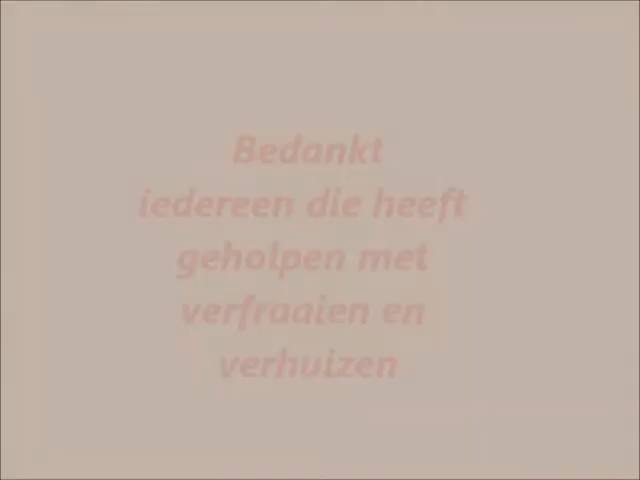 Bedankt
iedereen die heeft
geholpen met
verfraaien en
verhuizen